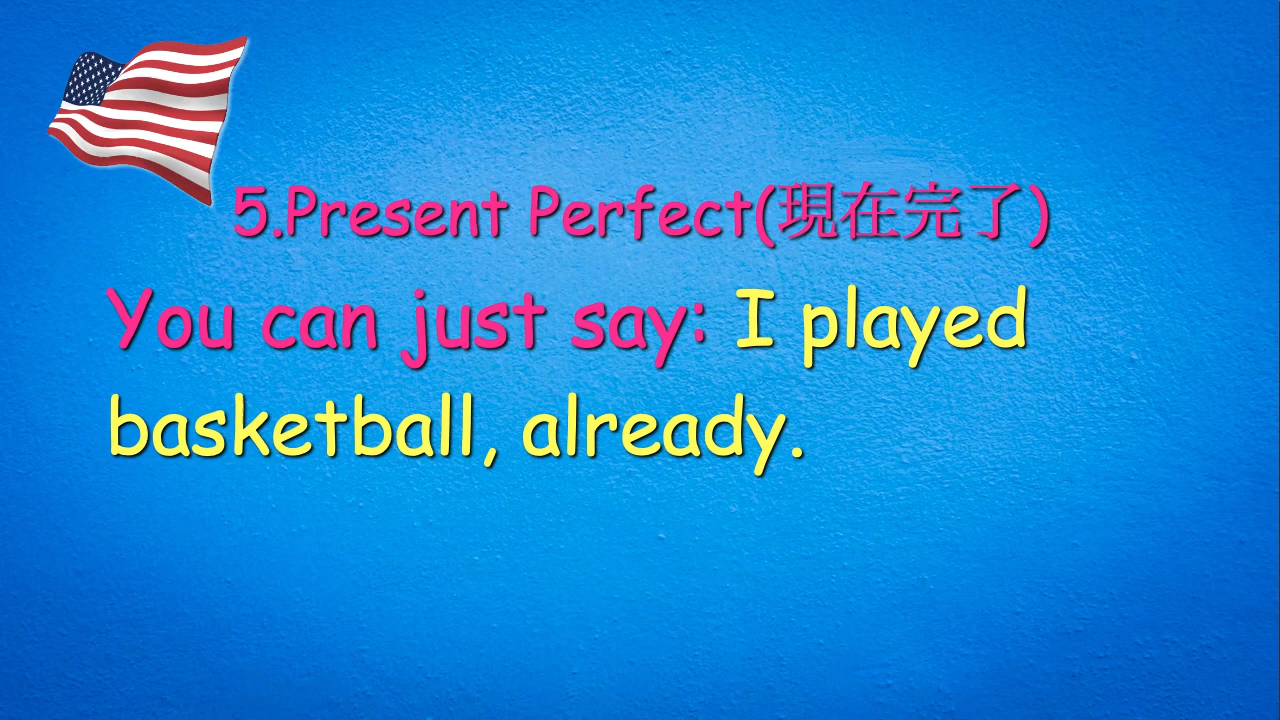 5.Present Perfect(現在完了)
You can just say: I played
basketball, already.